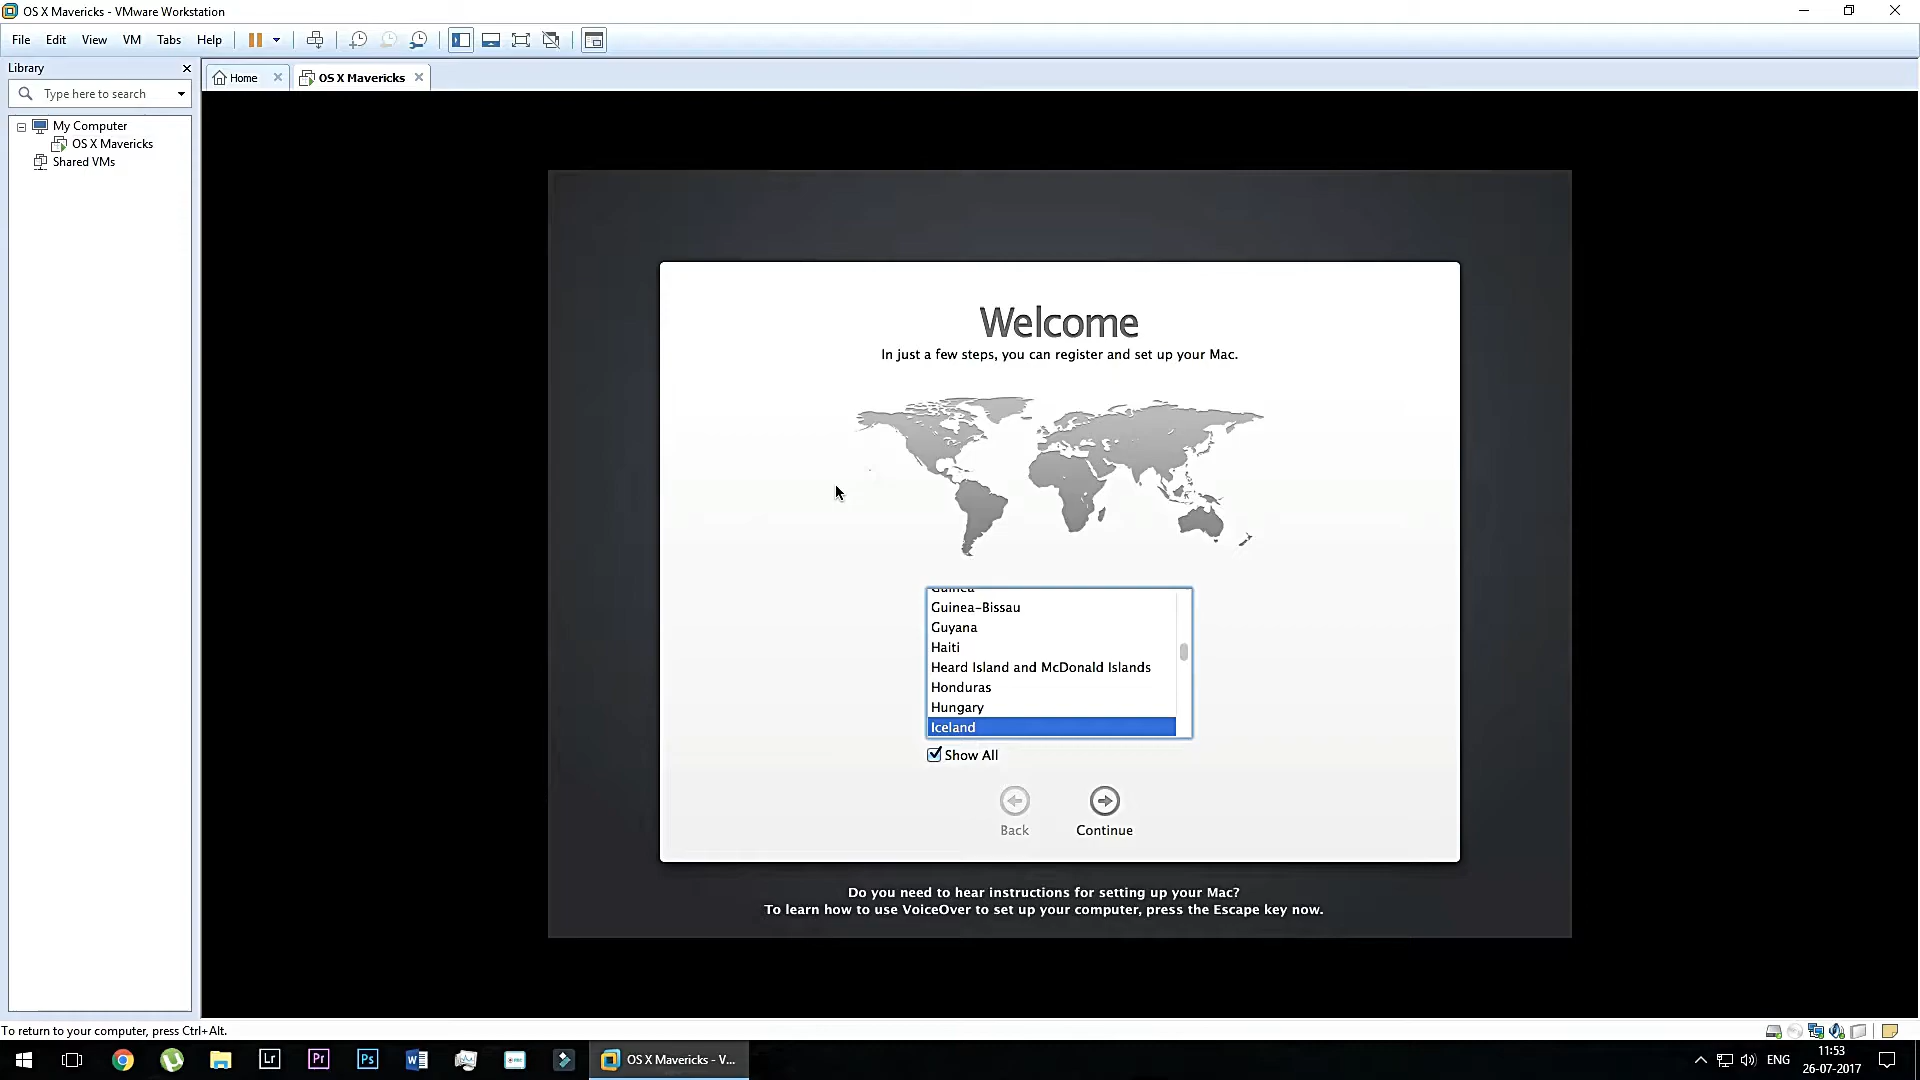 OS X Mavericks - VMware Workstation
File Edit View VM Tabs Help
Library
Home
OS X Mavericks
Type here to search
My Computer
OS X Mavericks
Shared VMs
Welcome
In just a few steps, you can register and set up your Mac.
Guinea
Guinea-Bissau
Guyana
Haiti
Heard Island and McDonald Islands
Honduras
Hungary
Iceland
Show All
Back
Continue
Do you need to hear instructions for setting up your Mac?
To learn how to use VoiceOver to set up your computer, press the Escape key now.
To return to your computer, press Ctrl+Alt.
Lr
Pr
Ps
OS X Mavericks - V...
ENG
11:53
26-07-2017